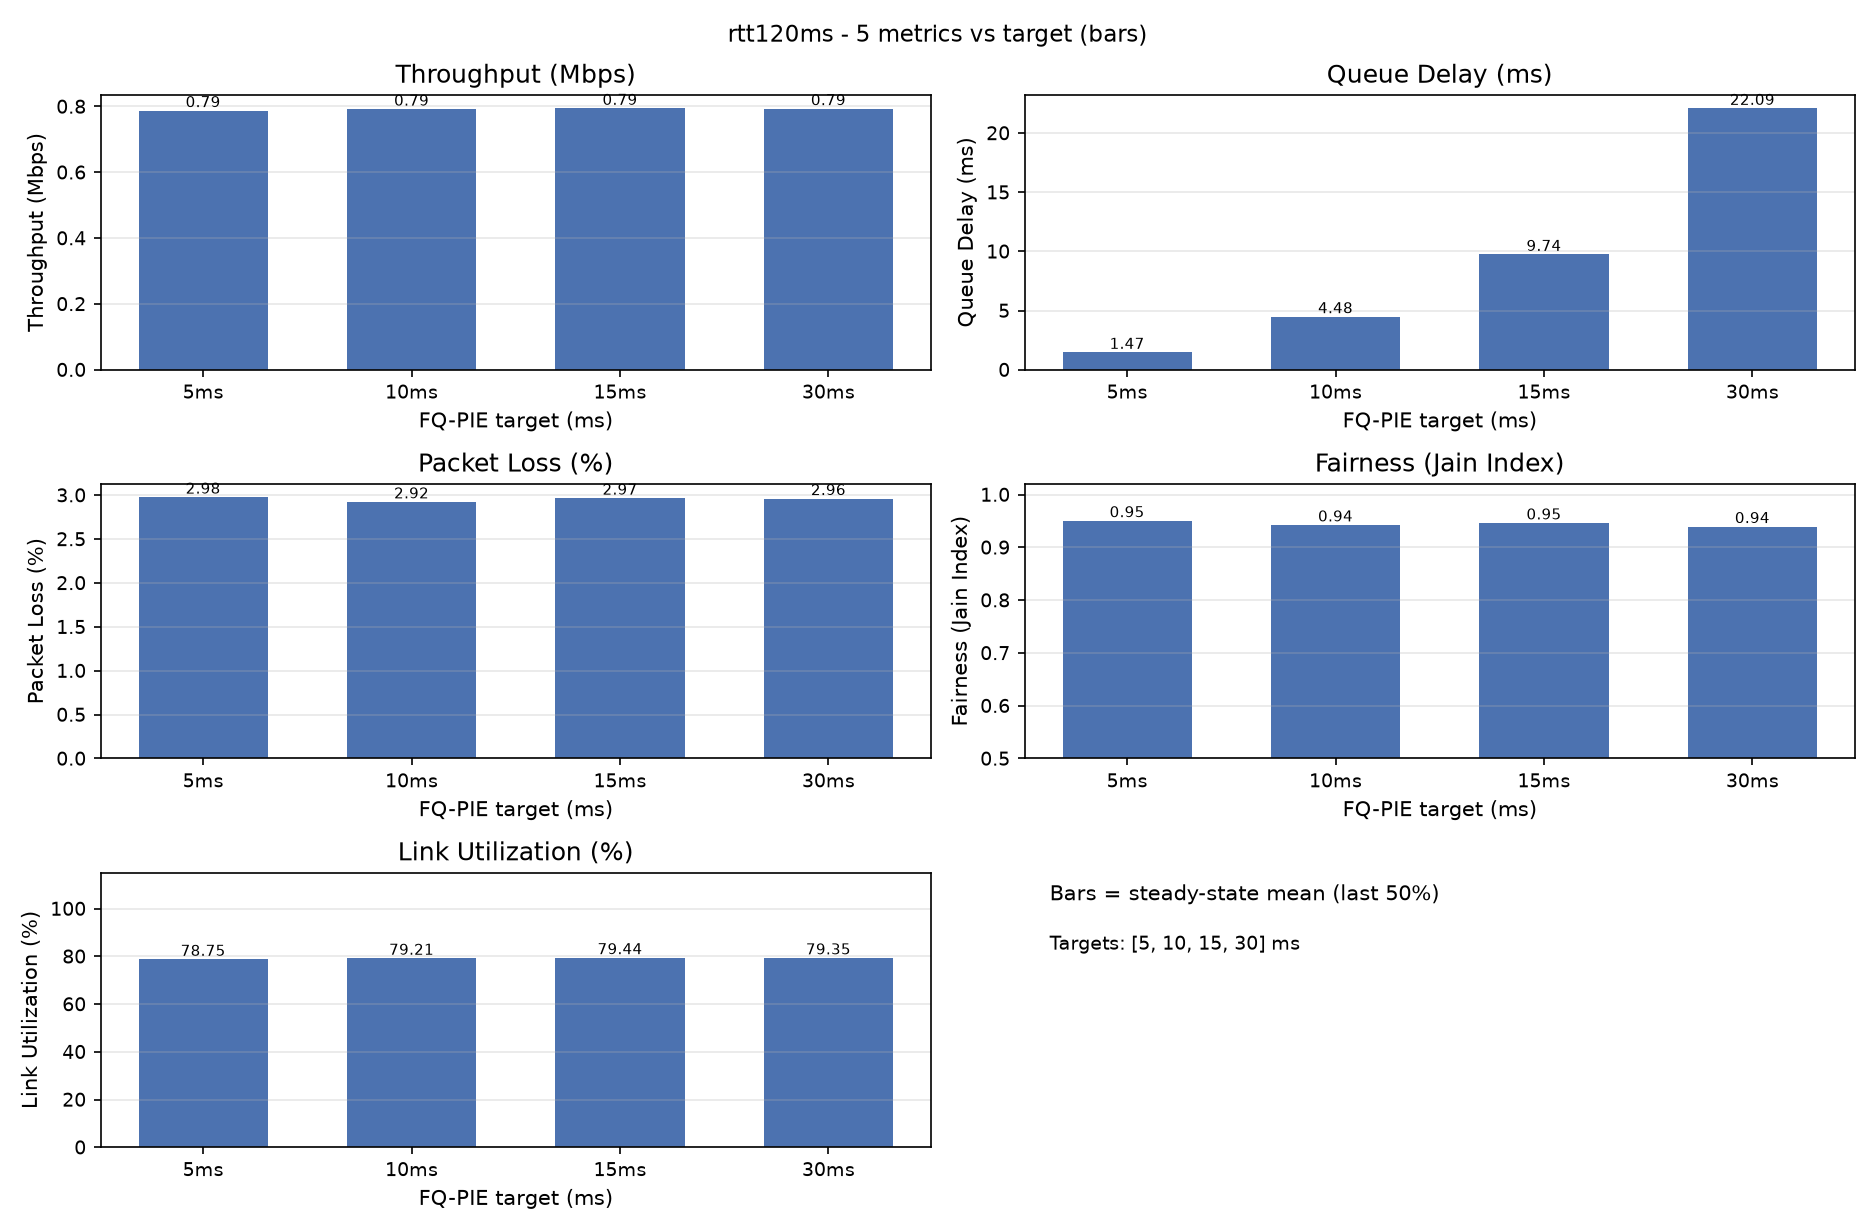 rtt120ms - 5 metrics vs target (bars)
Throughput (Mbps)
Throughput (Mbps)
0.8
0.6
0.4
0.2
0.0
0.79
0.79
0.79
0.79
5ms
10ms
15ms
30ms
FQ-PIE target (ms)
Queue Delay (ms)
Queue Delay (ms)
20
15
10
5
0
1.47
4.48
9.74
22.09
5ms
10ms
15ms
30ms
FQ-PIE target (ms)
Packet Loss (%)
Packet Loss (%)
3.0
2.5
2.0
1.5
1.0
0.5
0.0
2.98
2.92
2.97
2.96
5ms
10ms
15ms
30ms
FQ-PIE target (ms)
Fairness (Jain Index)
Fairness (Jain Index)
1.0
0.9
0.8
0.7
0.6
0.5
0.95
0.94
0.95
0.94
5ms
10ms
15ms
30ms
FQ-PIE target (ms)
Link Utilization (%)
Link Utilization (%)
100
80
60
40
20
0
78.75
79.21
79.44
79.35
5ms
10ms
15ms
30ms
FQ-PIE target (ms)
Bars = steady-state mean (last 50%)
Targets: [5, 10, 15, 30] ms